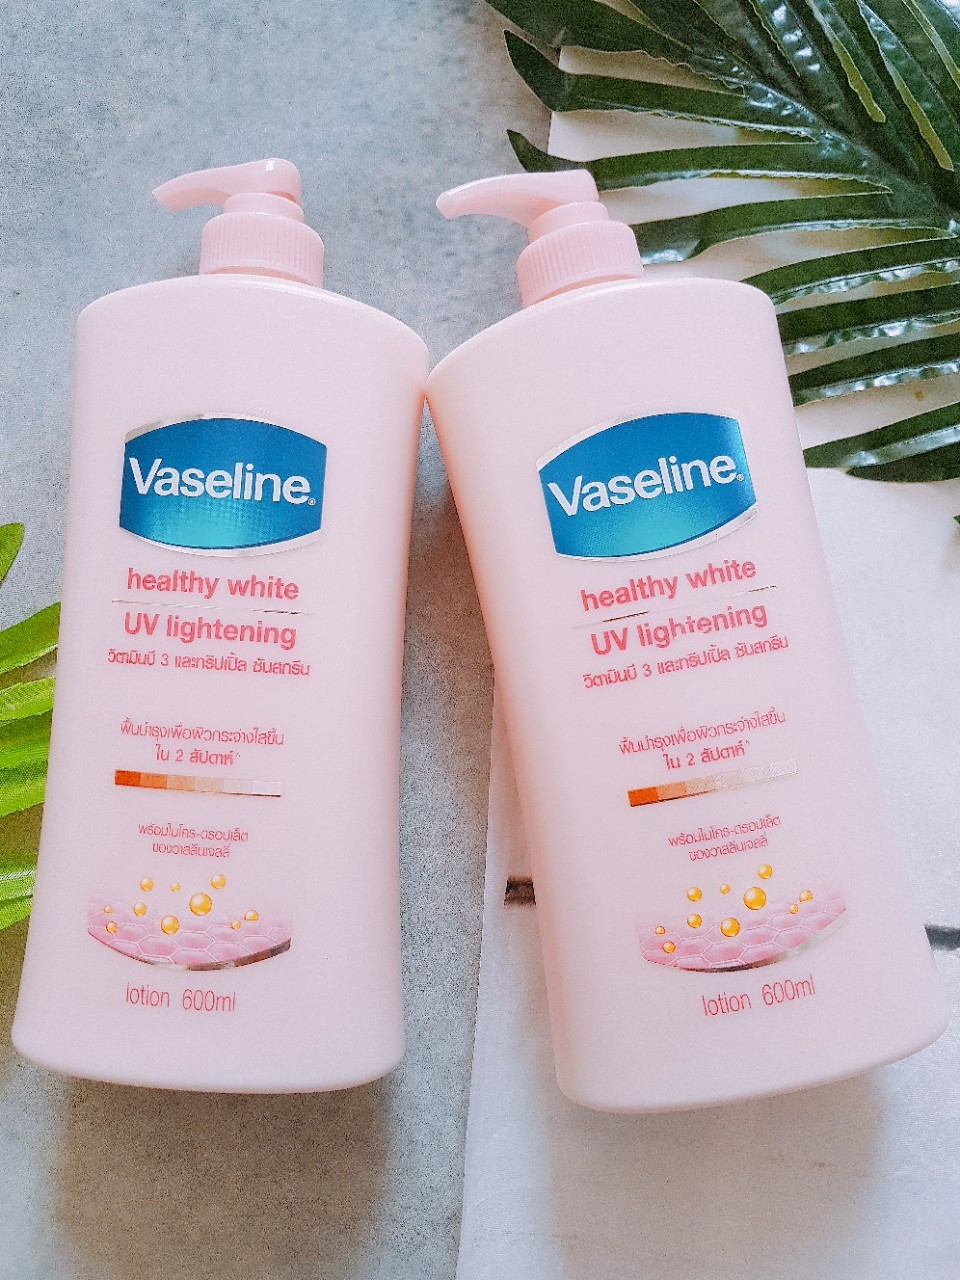 Vaseline®
healthy white
UV lightening
วิตามินบี 3 และทริปเปิ้ล ซันสกรีน
ฟื้นบำรุงเพื่อผิวกระจ่างใสขึ้น
ใน 2 สัปดาห์^
พร้อมไมโคร-ดรอปเล็ต
ของวาสลีนเจลลี่
lotion 600ml
Vaseline®
healthy white
UV lightening
วิตามินบี 3 และทริปเปิ้ล ซันสกรีน
ฟื้นบำรุงเพื่อผิวกระจ่างใสขึ้น
ใน 2 สัปดาห์^
พร้อมไมโคร-ดรอปเล็ต
ของวาสลีนเจลลี่
lotion 600ml